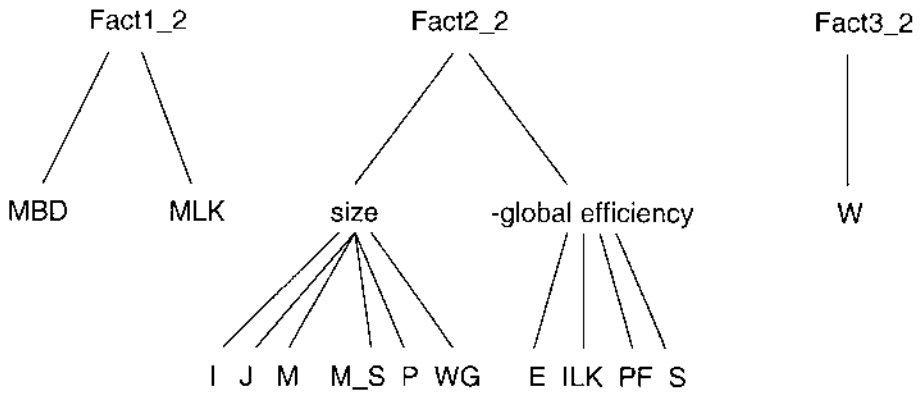 Fact1_2 Fact2_2 Fact3_2
MBD MLK size -global efficiency W
I J M M_S P WG E ILK PF S